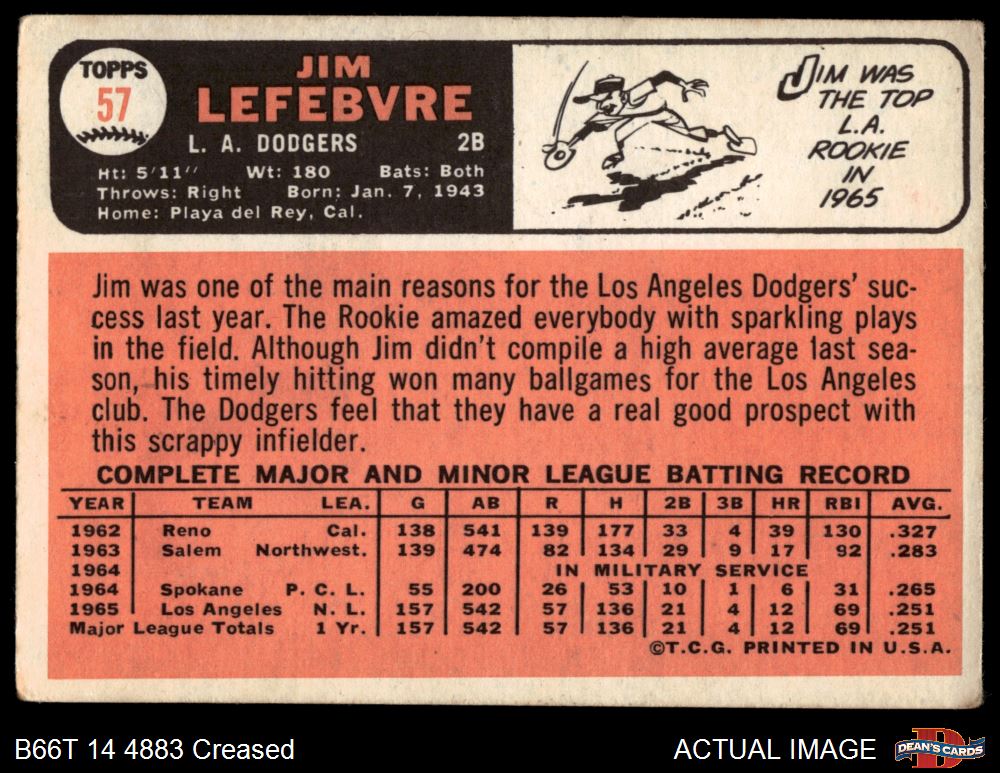 TOPPS
57
JIM
LEFEBVRE
L. A. DODGERS 2B
Ht: 5'11" Wt: 180 Bats: Both
Throws: Right Born: Jan. 7, 1943
Home: Playa del Rey, Cal.
JIM WAS
THE TOP
L.A.
ROOKIE
IN
1965
Jim was one of the main reasons for the Los Angeles Dodgers' suc-
cess last year. The Rookie amazed everybody with sparkling plays
in the field. Although Jim didn't compile a high average last sea-
son, his timely hitting won many ballgames for the Los Angeles
club. The Dodgers feel that they have a real good prospect with
this scrappy infielder.
COMPLETE MAJOR AND MINOR LEAGUE BATTING RECORD
YEAR TEAM LEA. G AB R H 2B 3B HR RBI AVG.
1962 Reno Cal. 138 541 139 177 33 4 39 130 .327
1963 Salem Northwest. 139 474 82 134 29 9 17 92 .283
1964 IN MILITARY SERVICE
1964 Spokane P. C. L. 55 200 26 53 10 1 6 31 .265
1965 Los Angeles N. L. 157 542 57 136 21 4 12 69 .251
Major League Totals 1 Yr. 157 542 57 136 21 4 12 69 .251
©T.C.G. PRINTED IN U.S.A.
B66T 14 4883 Creased
ACTUAL IMAGE
DEAN'S CARDS